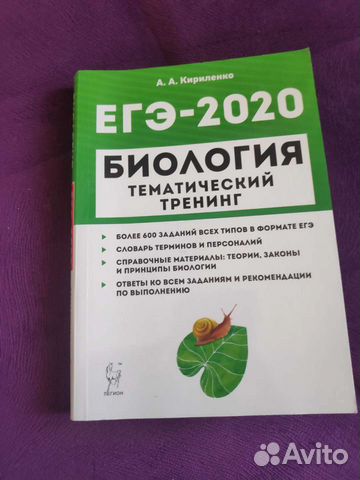 А. А. Кириленко
ЕГЭ-2020
БИОЛОГИЯ
ТЕМАТИЧЕСКИЙ
ТРЕНИНГ
БОЛЕЕ 600 ЗАДАНИЙ ВСЕХ ТИПОВ В ФОРМАТЕ ЕГЭ
СЛОВАРЬ ТЕРМИНОВ И ПЕРСОНАЛИЙ
СПРАВОЧНЫЕ МАТЕРИАЛЫ: ТЕОРИИ, ЗАКОНЫ
И ПРИНЦИПЫ БИОЛОГИИ
ОТВЕТЫ КО ВСЕМ ЗАДАНИЯМ И РЕКОМЕНДАЦИИ
ПО ВЫПОЛНЕНИЮ
ЛЕГИОН
Avito